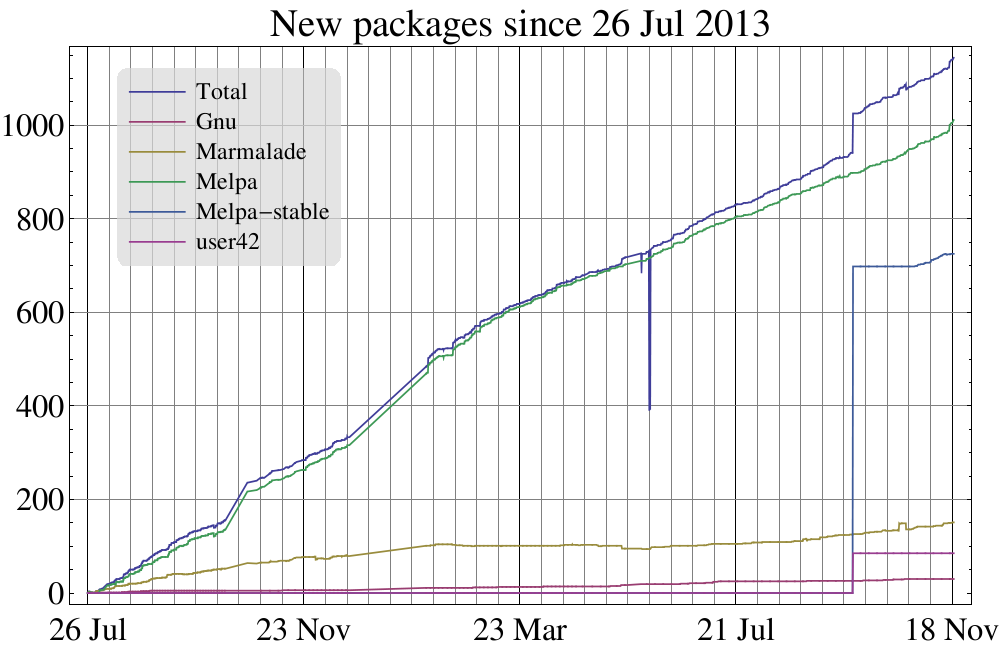 New packages since 26 Jul 2013
Total
Gnu
Marmalade
Melpa
Melpa−stable
user42
1000
800
600
400
200
0
26 Jul 23 Nov 23 Mar 21 Jul 18 Nov